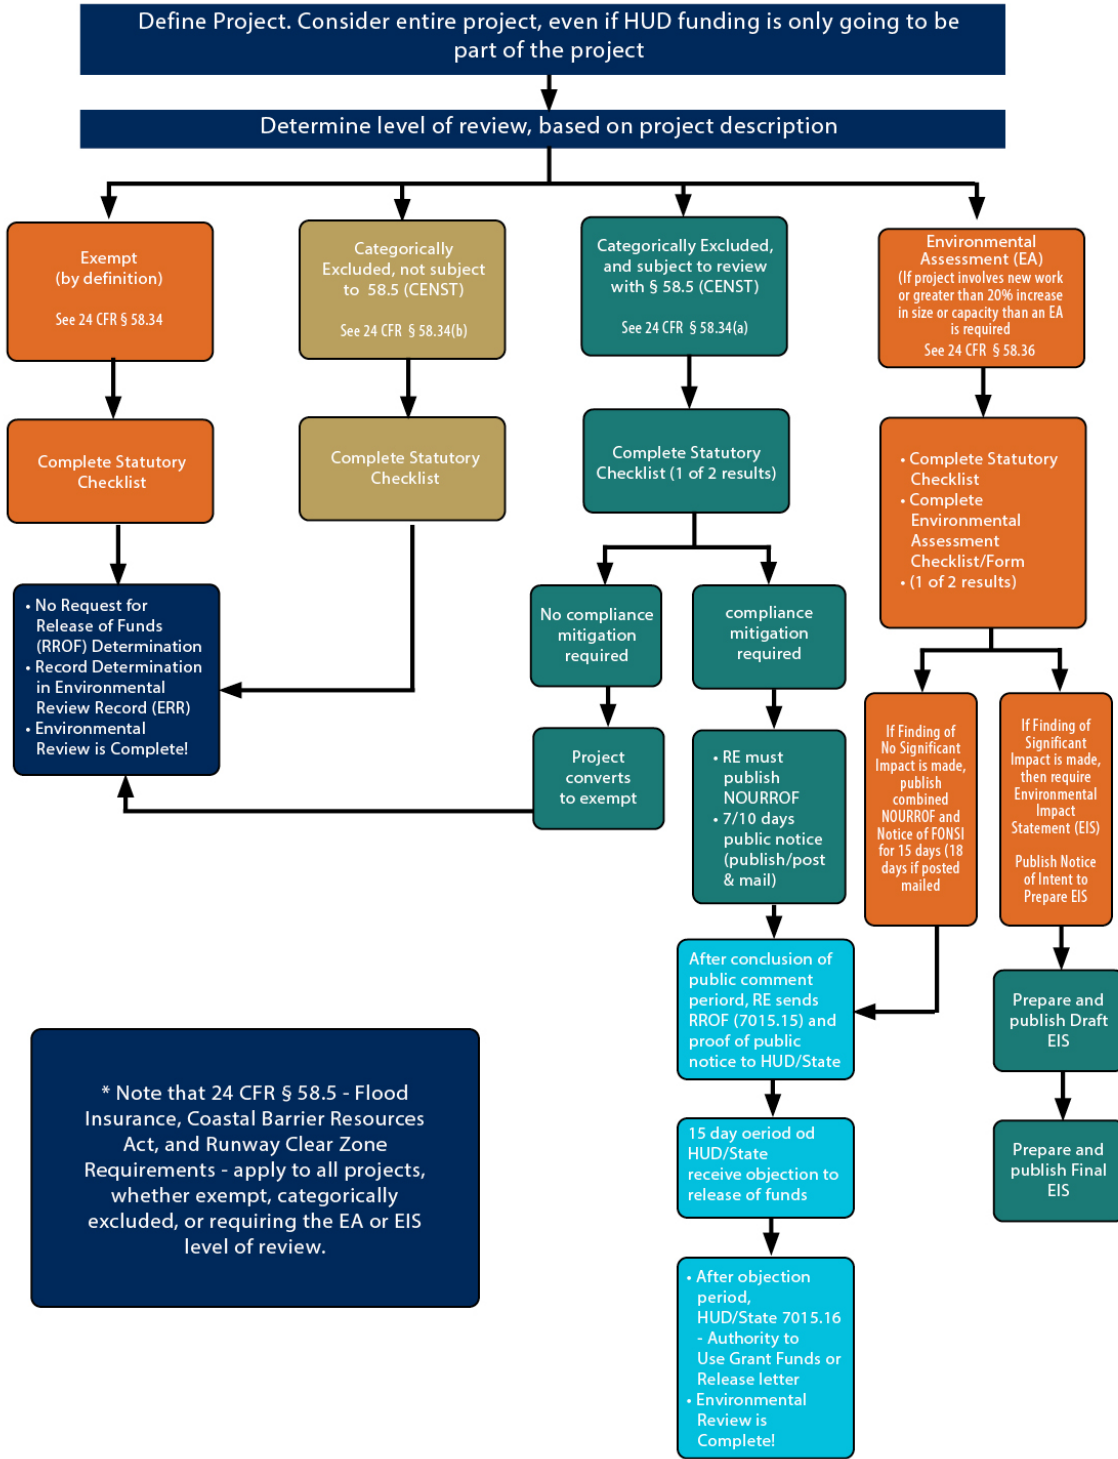 Define Project. Consider entire project, even if HUD funding is only going to be
part of the project
Determine level of review, based on project description
Exempt
(by definition)
See 24 CFR § 58.34
Categorically
Excluded, not subject
to 58.5 (CENST)
See 24 CFR § 58.34(b)
Categorically Excluded,
and subject to review
with § 58.5 (CENST)
See 24 CFR § 58.34(a)
Environmental
Assessment (EA)
(If project involves new work
or greater than 20% increase
in size or capacity than an EA
is required
See 24 CFR § 58.36
Complete Statutory
Checklist
Complete Statutory
Checklist
Complete Statutory
Checklist (1 of 2 results)
• Complete Statutory
Checklist
• Complete
Environmental
Assessment
Checklist/Form
• (1 of 2 results)
• No Request for
Release of Funds
(RROF) Determination
• Record Determination
in Environmental
Review Record (ERR)
• Environmental
Review is Complete!
No compliance
mitigation
required
compliance
mitigation
required
Project
converts
to exempt
• RE must
publish
NOURROF
• 7/10 days
public notice
(publish/post
& mail)
If Finding of
No Significant
Impact is made,
publish
combined
NOURROF and
Notice of FONSI
for 15 days (18
days if posted
mailed
If Finding of
Significant
Impact is made,
then require
Environmental
Impact
Statement (EIS)
Publish Notice
of Intent to
Prepare EIS
After conclusion of
public comment
periord, RE sends
RROF (7015.15) and
proof of public
notice to HUD/State
Prepare and
publish Draft
EIS
15 day oeriod od
HUD/State
receive objection to
release of funds
Prepare and
publish Final
EIS
• After objection
period,
HUD/State 7015.16
- Authority to
Use Grant Funds or
Release letter
• Environmental
Review is
Complete!
* Note that 24 CFR § 58.5 - Flood
Insurance, Coastal Barrier Resources
Act, and Runway Clear Zone
Requirements - apply to all projects,
whether exempt, categorically
excluded, or requiring the EA or EIS
level of review.